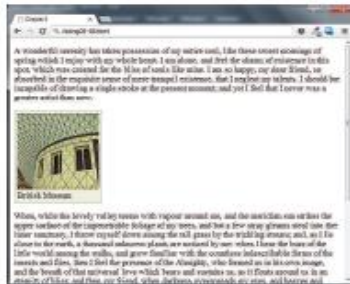 A wonderful serenity has taken possession of my entire soul, like these sweet mornings of
spring which I enjoy with my whole heart. I am alone, and feel the charm of existence in this
spot, which was created for the bliss of souls like mine. I am so happy, my dear friend, so
absorbed in the exquisite sense of mere tranquil existence, that I neglect my talents. I should be
incapable of drawing a single stroke at the present moment; and yet I feel that I never was a
greater artist than now.
British Museum
When, while the lovely valley teems with vapour around me, and the meridian sun strikes the
upper surface of the impenetrable foliage of my trees, and but a few stray gleams steal into the
inner sanctuary, I throw myself down among the tall grass by the trickling stream; and, as I lie
close to the earth, a thousand unknown plants are noticed by me: when I hear the buzz of the
little world among the stalks, and grow familiar with the countless indescribable forms of the
insects and flies, then I feel the presence of the Almighty, who formed us in his own image,
and the breath of that universal love which bears and sustains us, as it floats around us in an
eternity of bliss; and then, my friend, when darkness overspreads my eyes, and heaven and